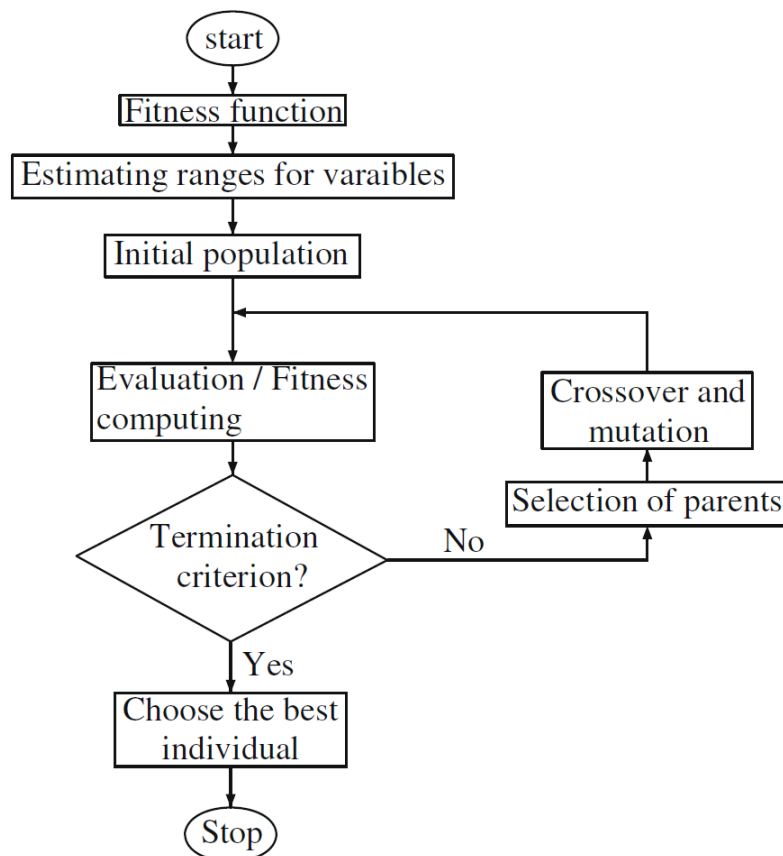 start
Fitness function
Estimating ranges for varaibles
Initial population
Evaluation / Fitness
computing
Crossover and
mutation
Selection of parents
Termination
criterion?
No
Yes
Choose the best
individual
Stop